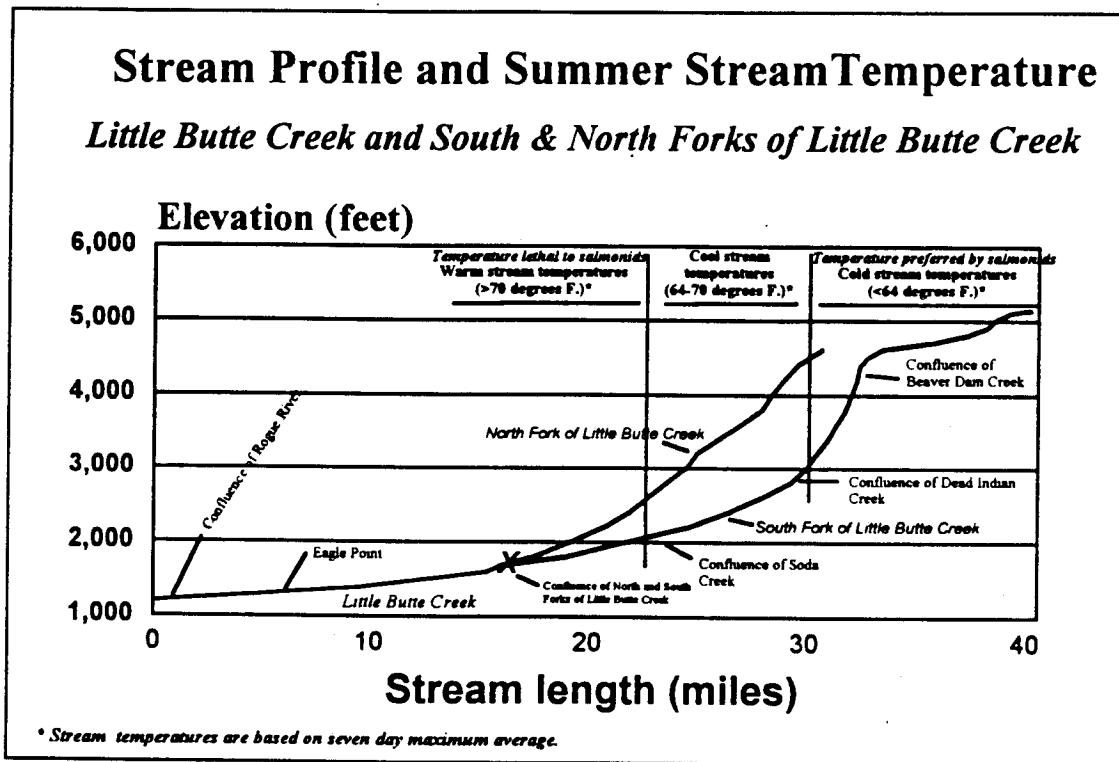 Stream Profile and Summer StreamTemperature
Little Butte Creek and South & North Forks of Little Butte Creek
Elevation (feet)
6,000
5,000
4,000
3,000
2,000
1,000
Temperature lethal to salmonids
Warm stream temperatures
(>70 degrees F.)*
Cool stream
temperatures
(64-70 degrees F.)*
Temperature preferred by salmonids
Cold stream temperatures
(<64 degrees F.)*
Confluence of
Beaver Dam Creek
Confluence of Rogue River
North Fork of Little Butte Creek
Confluence of Dead Indian
Creek
South Fork of Little Butte Creek
Eagle Point
Confluence of Soda
Creek
X
Confluence of North and South
Forks of Little Butte Creek
Little Butte Creek
0
10
20
30
40
Stream length (miles)
* Stream temperatures are based on seven day maximum average.